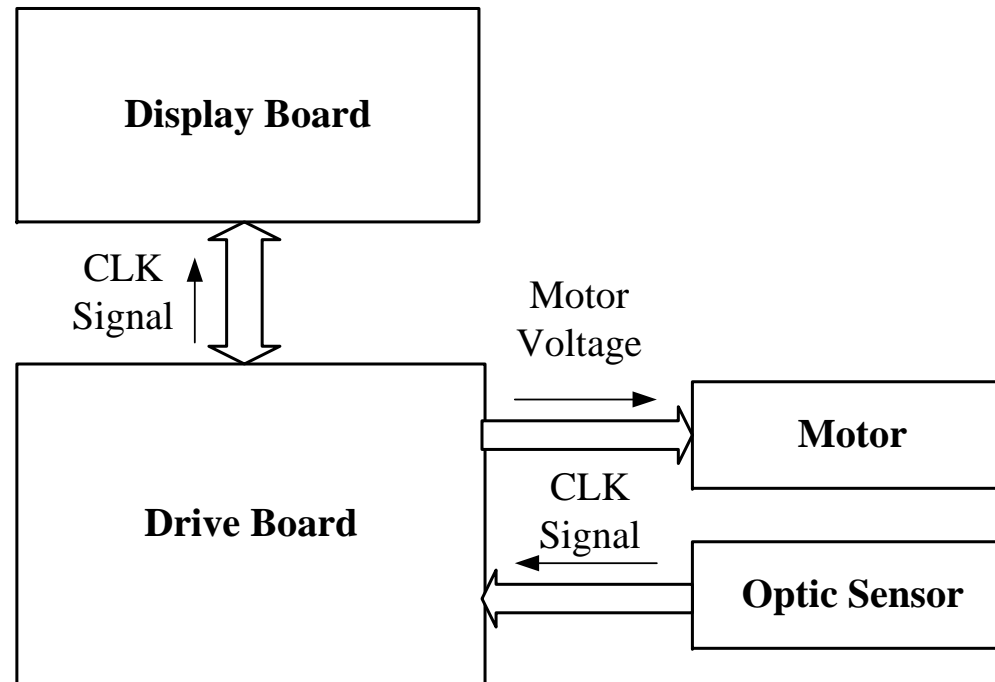 Display Board
CLK
Signal
Motor
Voltage
Motor
CLK
Signal
Drive Board
Optic Sensor